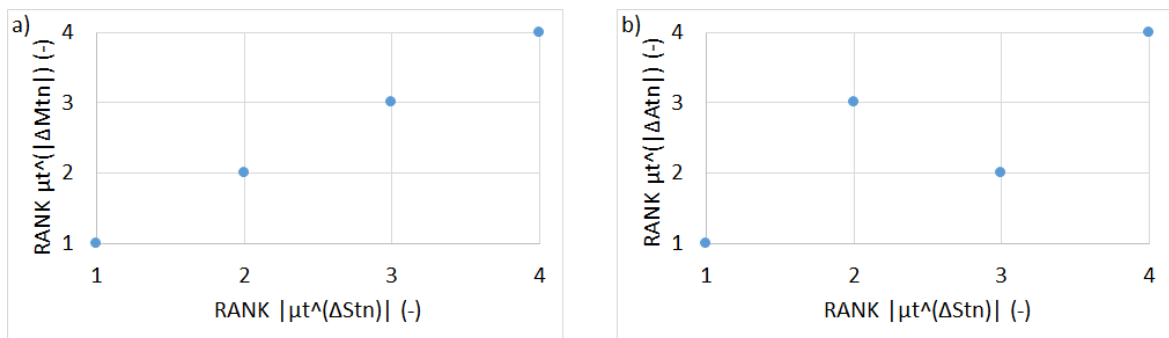 a)
RANK µt^(|ΔMtn|) (-)
4
3
2
1
1 2 3 4
RANK |µt^(ΔStn)| (-)
b)
RANK µt^(|ΔAtn|) (-)
4
3
2
1
1 2 3 4
RANK |µt^(ΔStn)| (-)